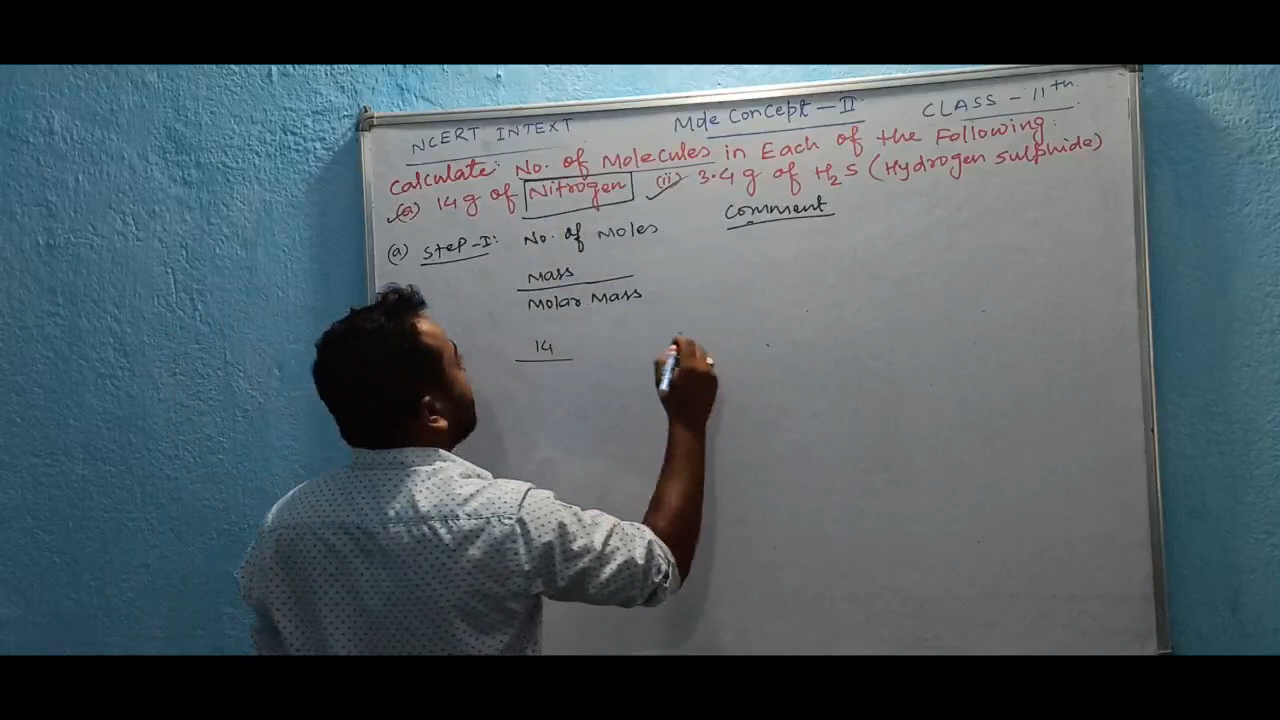 NCERT INTEXT Mole Concept - II CLASS - 11th.
Calculate: No. of Molecules in Each of the Following:
(a) 14 g of Nitrogen (ii) 3.4 g of H₂S (Hydrogen sulphide)
(a) Step-I: No. of Moles Comment
Mass
Molar Mass
14